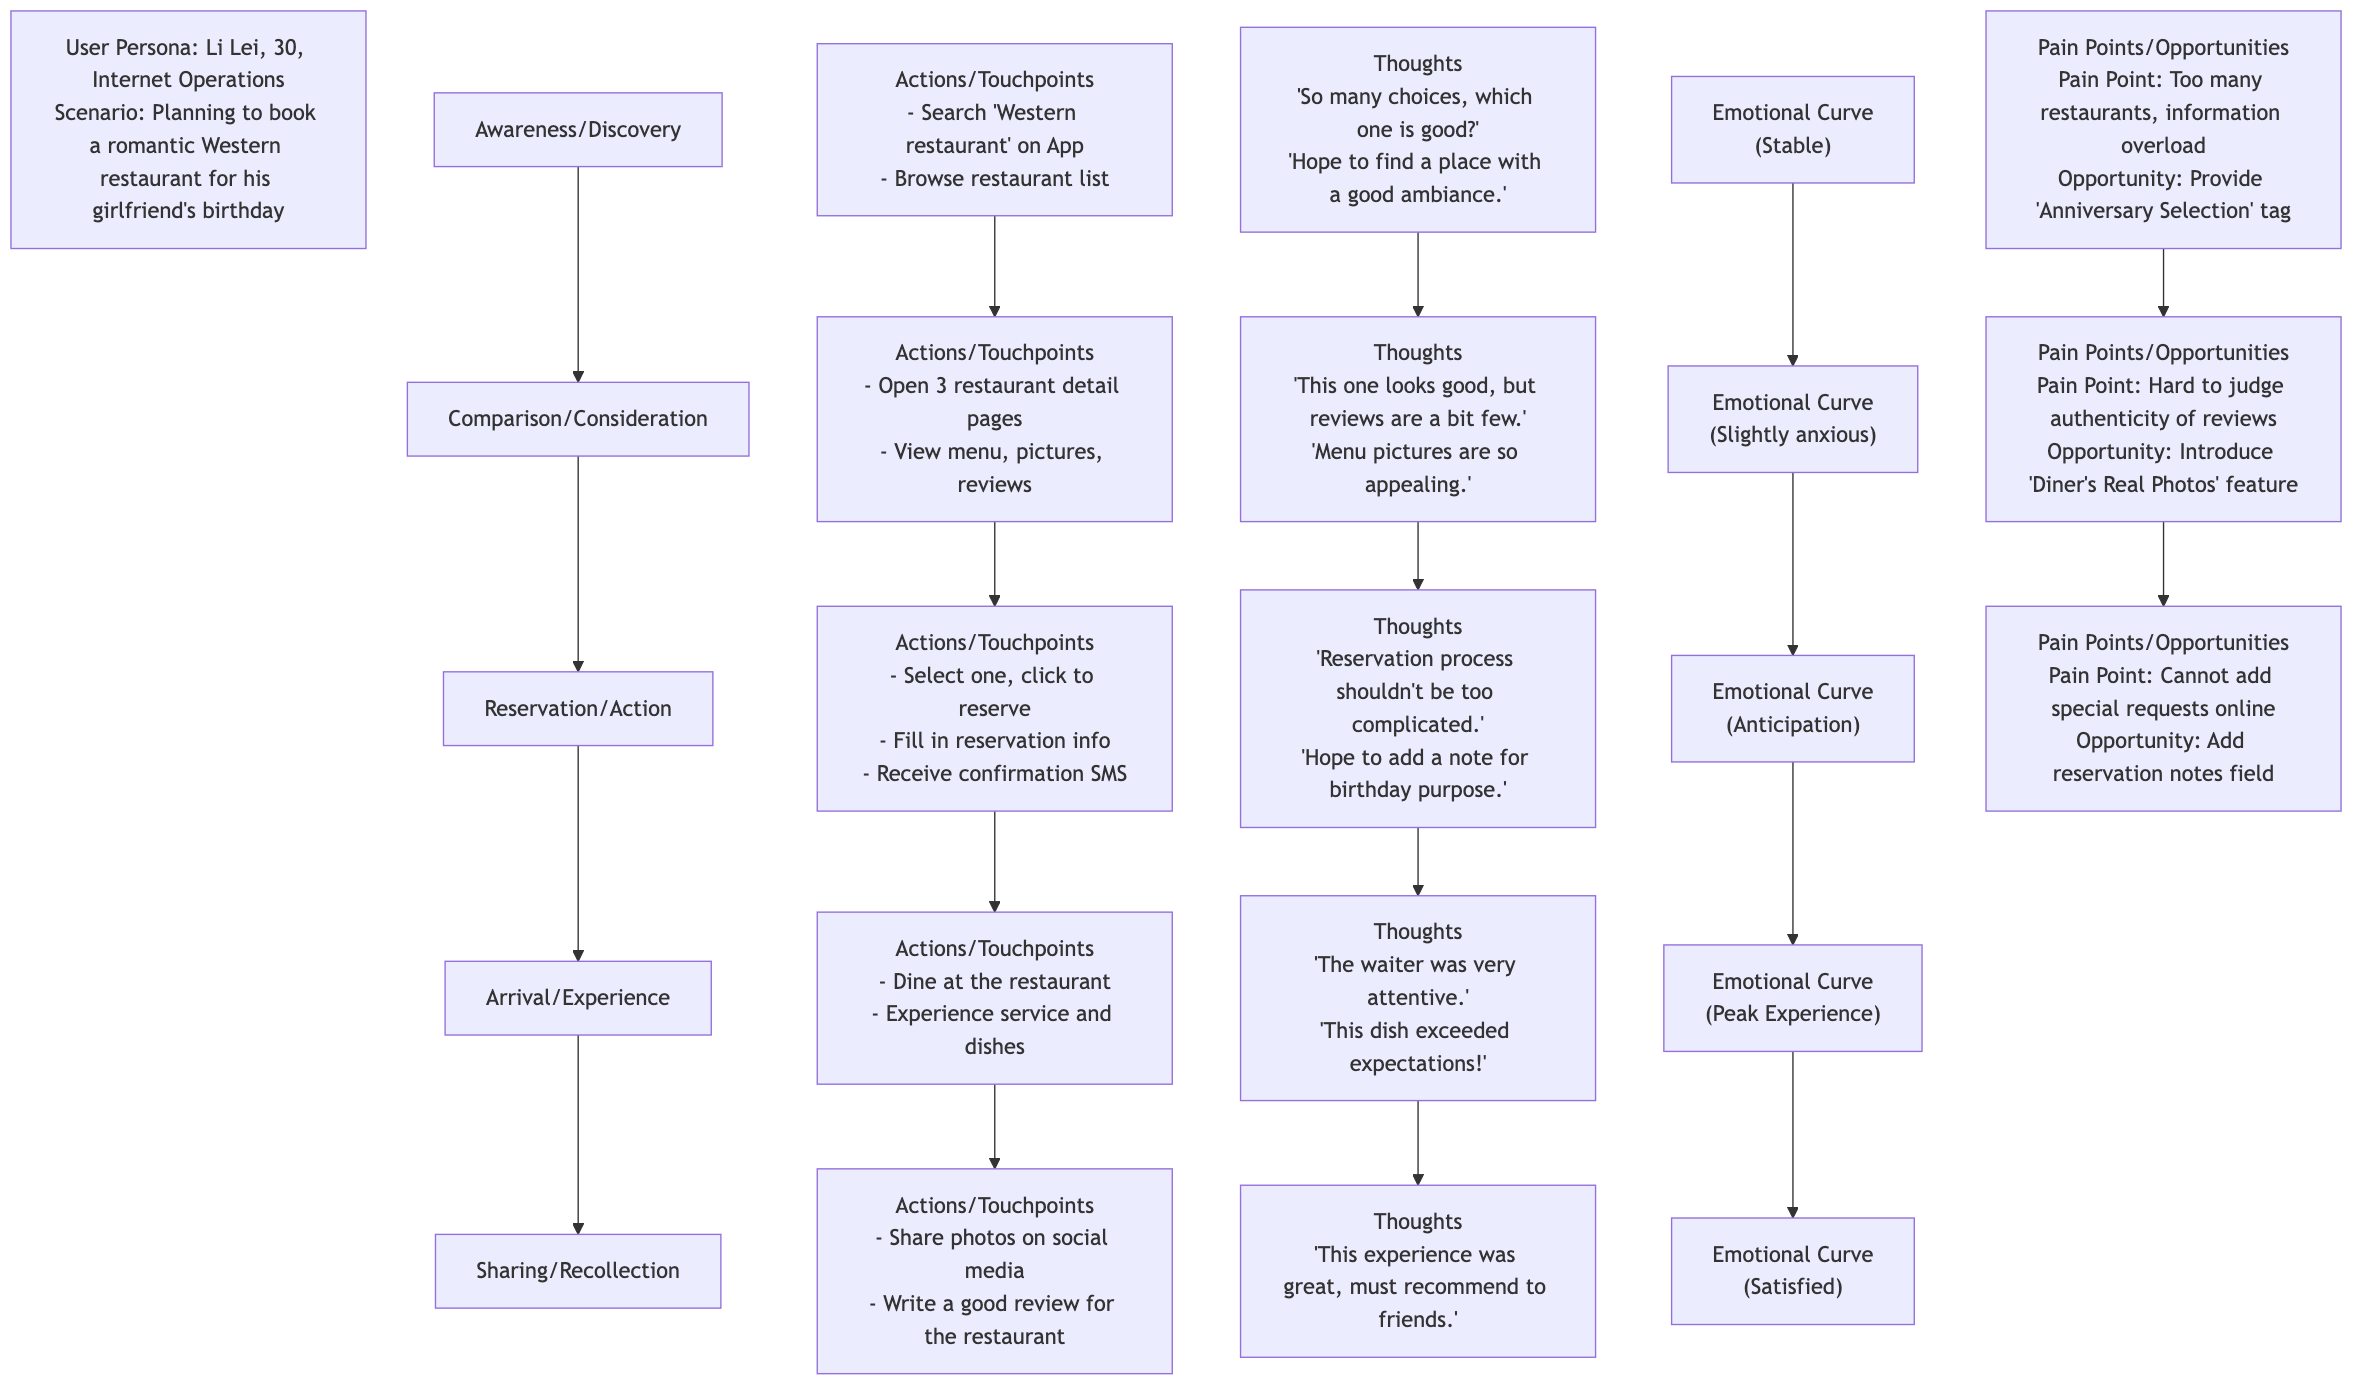 User Persona: Li Lei, 30,
Internet Operations
Scenario: Planning to book
a romantic Western
restaurant for his
girlfriend's birthday
Awareness/Discovery
Comparison/Consideration
Reservation/Action
Arrival/Experience
Sharing/Recollection
Actions/Touchpoints
- Search 'Western
restaurant' on App
- Browse restaurant list
Actions/Touchpoints
- Open 3 restaurant detail
pages
- View menu, pictures,
reviews
Actions/Touchpoints
- Select one, click to
reserve
- Fill in reservation info
- Receive confirmation SMS
Actions/Touchpoints
- Dine at the restaurant
- Experience service and
dishes
Actions/Touchpoints
- Share photos on social
media
- Write a good review for
the restaurant
Thoughts
'So many choices, which
one is good?'
'Hope to find a place with
a good ambiance.'
Thoughts
'This one looks good, but
reviews are a bit few.'
'Menu pictures are so
appealing.'
Thoughts
'Reservation process
shouldn't be too
complicated.'
'Hope to add a note for
birthday purpose.'
Thoughts
'The waiter was very
attentive.'
'This dish exceeded
expectations!'
Thoughts
'This experience was
great, must recommend to
friends.'
Emotional Curve
(Stable)
Emotional Curve
(Slightly anxious)
Emotional Curve
(Anticipation)
Emotional Curve
(Peak Experience)
Emotional Curve
(Satisfied)
Pain Points/Opportunities
Pain Point: Too many
restaurants, information
overload
Opportunity: Provide
'Anniversary Selection' tag
Pain Points/Opportunities
Pain Point: Hard to judge
authenticity of reviews
Opportunity: Introduce
'Diner's Real Photos' feature
Pain Points/Opportunities
Pain Point: Cannot add
special requests online
Opportunity: Add
reservation notes field